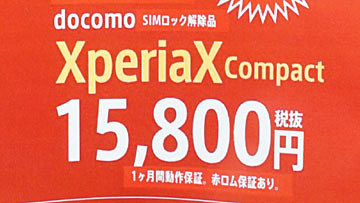 docomo SIMロック解除品
XperiaX Compact
15,800円 税抜
1ヶ月間動作保証。赤ロム保証あり。